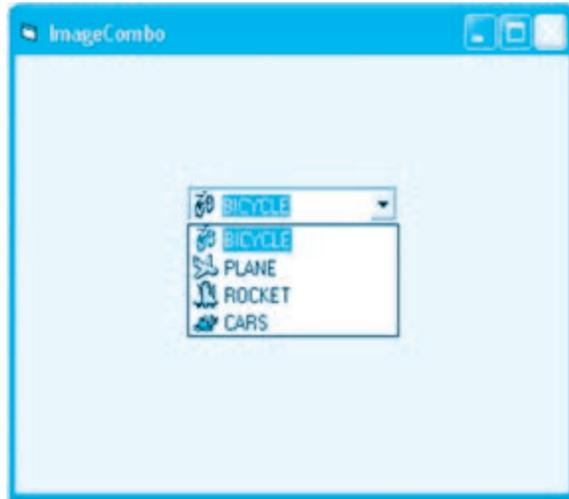 ImageCombo
BICYCLE
BICYCLE
PLANE
ROCKET
CARS